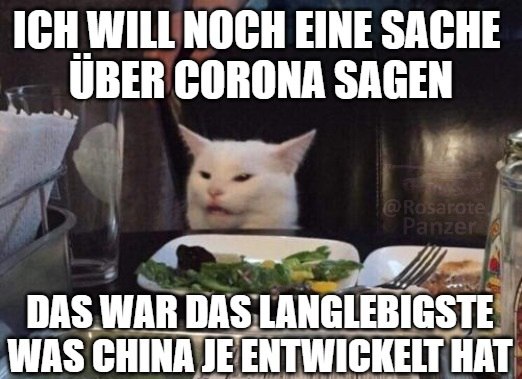 ICH WILL NOCH EINE SACHE
ÜBER CORONA SAGEN
@Rosarote
Panzer
DAS WAR DAS LANGLEBIGSTE
WAS CHINA JE ENTWICKELT HAT